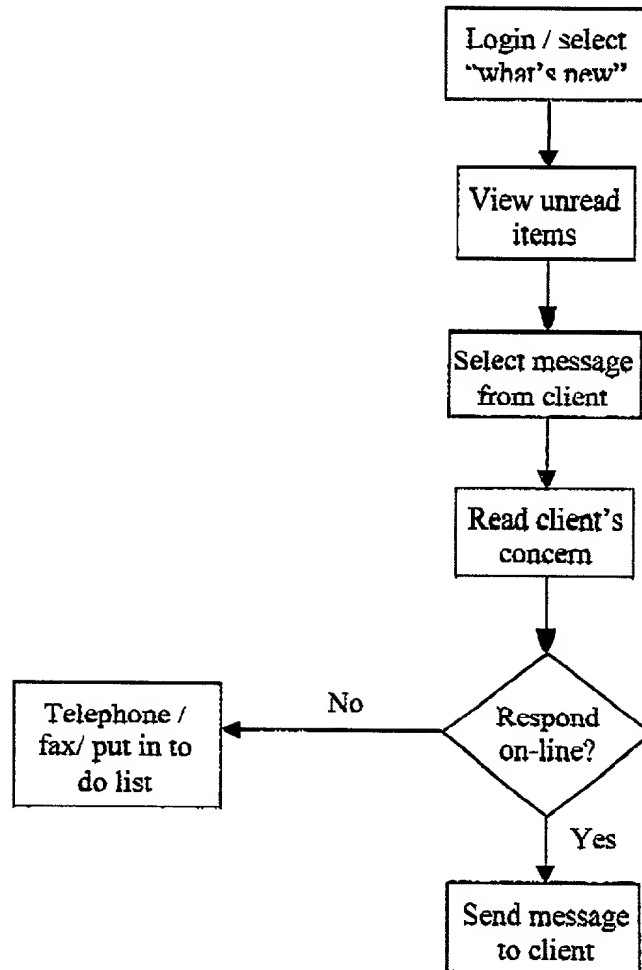 Login / select
“what’s new”
View unread
items
Select message
from client
Read client’s
concern
Respond
on-line?
No
Telephone /
fax/ put in to
do list
Yes
Send message
to client